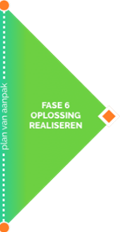 plan van aanpak
FASE 6
OPLOSSING
REALISEREN